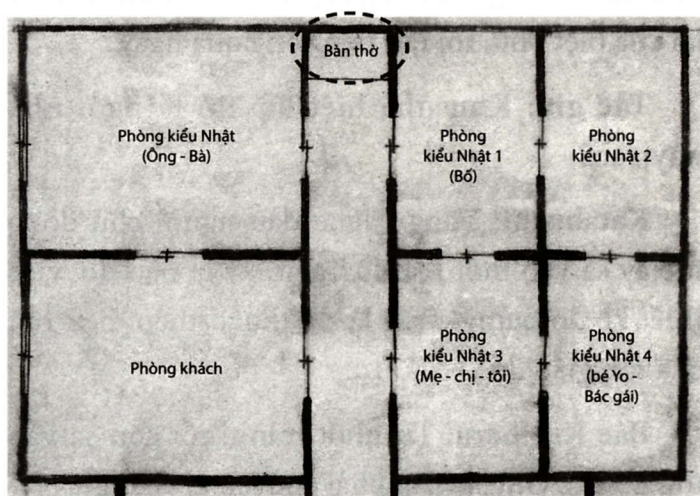 Bàn thờ
Phòng kiểu Nhật
(Ông - Bà)
Phòng
kiểu Nhật 1
(Bố)
Phòng
kiểu Nhật 2
Phòng khách
Phòng
kiểu Nhật 3
(Mẹ - chị - tôi)
Phòng
kiểu Nhật 4
(bé Yo -
Bác gái)